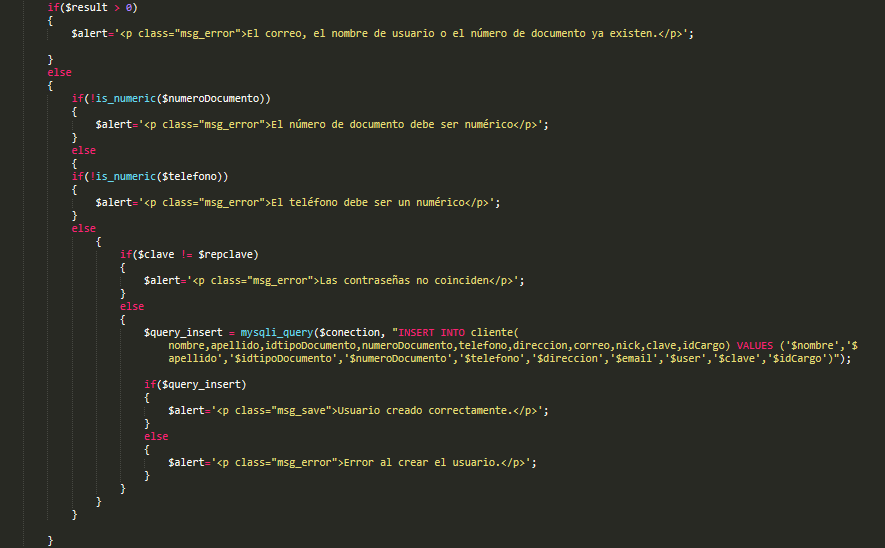 if($result > 0)
{
$alert='<p class="msg_error">El correo, el nombre de usuario o el número de documento ya existen.</p>';
}
else
{
if(!is_numeric($numeroDocumento))
{
$alert='<p class="msg_error">El número de documento debe ser numérico</p>';
}
else
{
if(!is_numeric($telefono))
{
$alert='<p class="msg_error">El teléfono debe ser un numérico</p>';
}
else
{
if($clave != $repclave)
{
$alert='<p class="msg_error">Las contraseñas no coinciden</p>';
}
else
{
$query_insert = mysqli_query($conection, "INSERT INTO cliente(
nombre,apellido,idtipoDocumento,numeroDocumento,telefono,direccion,correo,nick,clave,idCargo) VALUES ('$nombre','$
apellido','$idtipoDocumento','$numeroDocumento','$telefono','$direccion','$email','$user','$clave','$idCargo')");
if($query_insert)
{
$alert='<p class="msg_save">Usuario creado correctamente.</p>';
}
else
{
$alert='<p class="msg_error">Error al crear el usuario.</p>';
}
}
}
}
}